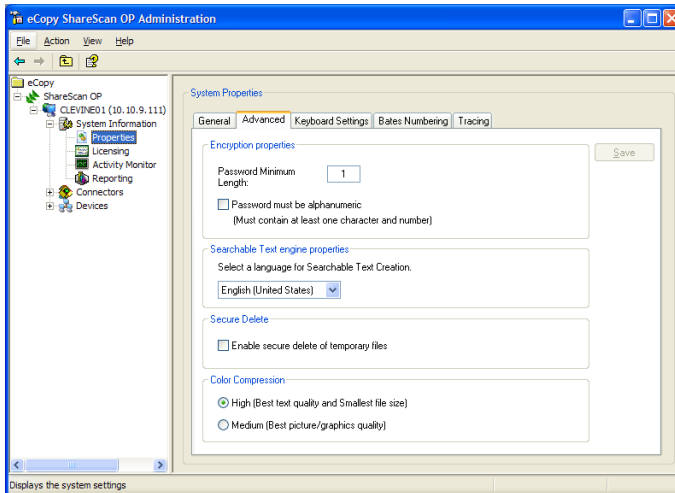 eCopy ShareScan OP Administration
File Action View Help
eCopy
ShareScan OP
CLEVINE01 (10.10.9.111)
System Information
Properties
Licensing
Activity Monitor
Reporting
Connectors
Devices
System Properties
General Advanced Keyboard Settings Bates Numbering Tracing
Encryption properties
Save
Password Minimum
Length:
1
Password must be alphanumeric
(Must contain at least one character and number)
Searchable Text engine properties
Select a language for Searchable Text Creation.
English (United States)
Secure Delete
Enable secure delete of temporary files
Color Compression
High (Best text quality and Smallest file size)
Medium (Best picture/graphics quality)
Displays the system settings